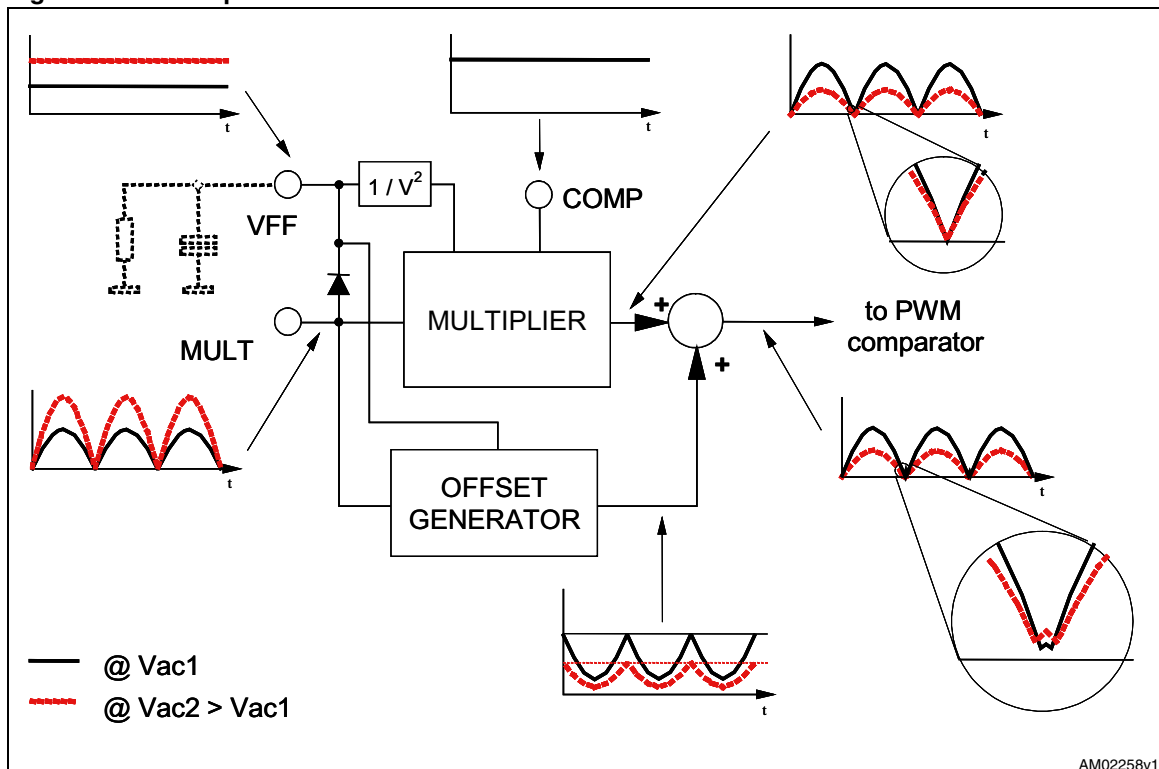 t
t
t
1 / V²
COMP
VFF
MULTIPLIER
+
to PWM
comparator
MULT
+
t
t
OFFSET
GENERATOR
@ Vac1
t
@ Vac2 > Vac1
AM02258v1